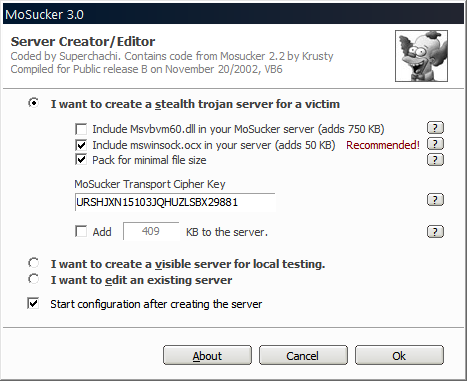 MoSucker 3.0
Server Creator/Editor
Coded by Superchachi. Contains code from Mosucker 2.2 by Krusty
Compiled for Public release B on November 20/2002, VB6
I want to create a stealth trojan server for a victim
Include Msvbvm60.dll in your MoSucker server (adds 750 KB) ?
Include mswinsock.ocx in your server (adds 50 KB) Recommended! ?
Pack for minimal file size ?
MoSucker Transport Cipher Key
URSHJXN15103JQHUZLSBX29881 ?
Add 409 KB to the server. ?
I want to create a visible server for local testing.
I want to edit an existing server
Start configuration after creating the server
About Cancel Ok